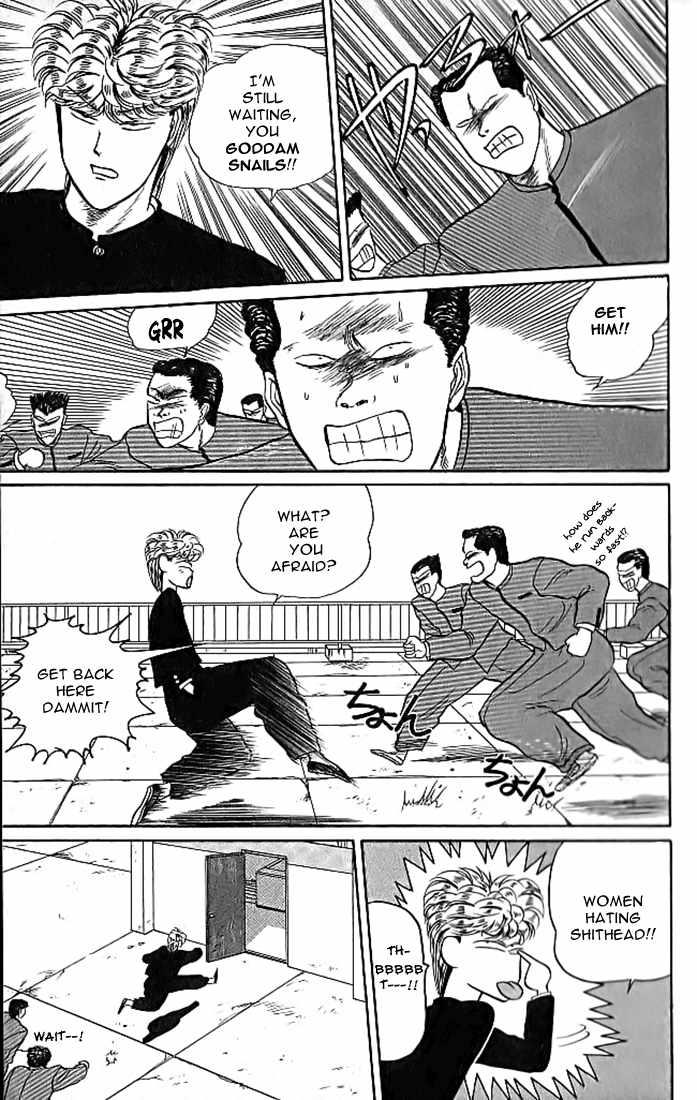 I'M
STILL
WAITING,
YOU
GODDAM
SNAILS!!
GET
HIM!!
GRR
how does
he run back-
wards
so fast!?
WHAT?
ARE
YOU
AFRAID?
GET BACK
HERE
DAMMIT!
ちょん
ちょん
WOMEN
HATING
SHITHEAD!!
TH-
BBBBBB
T---!!
WAIT--!